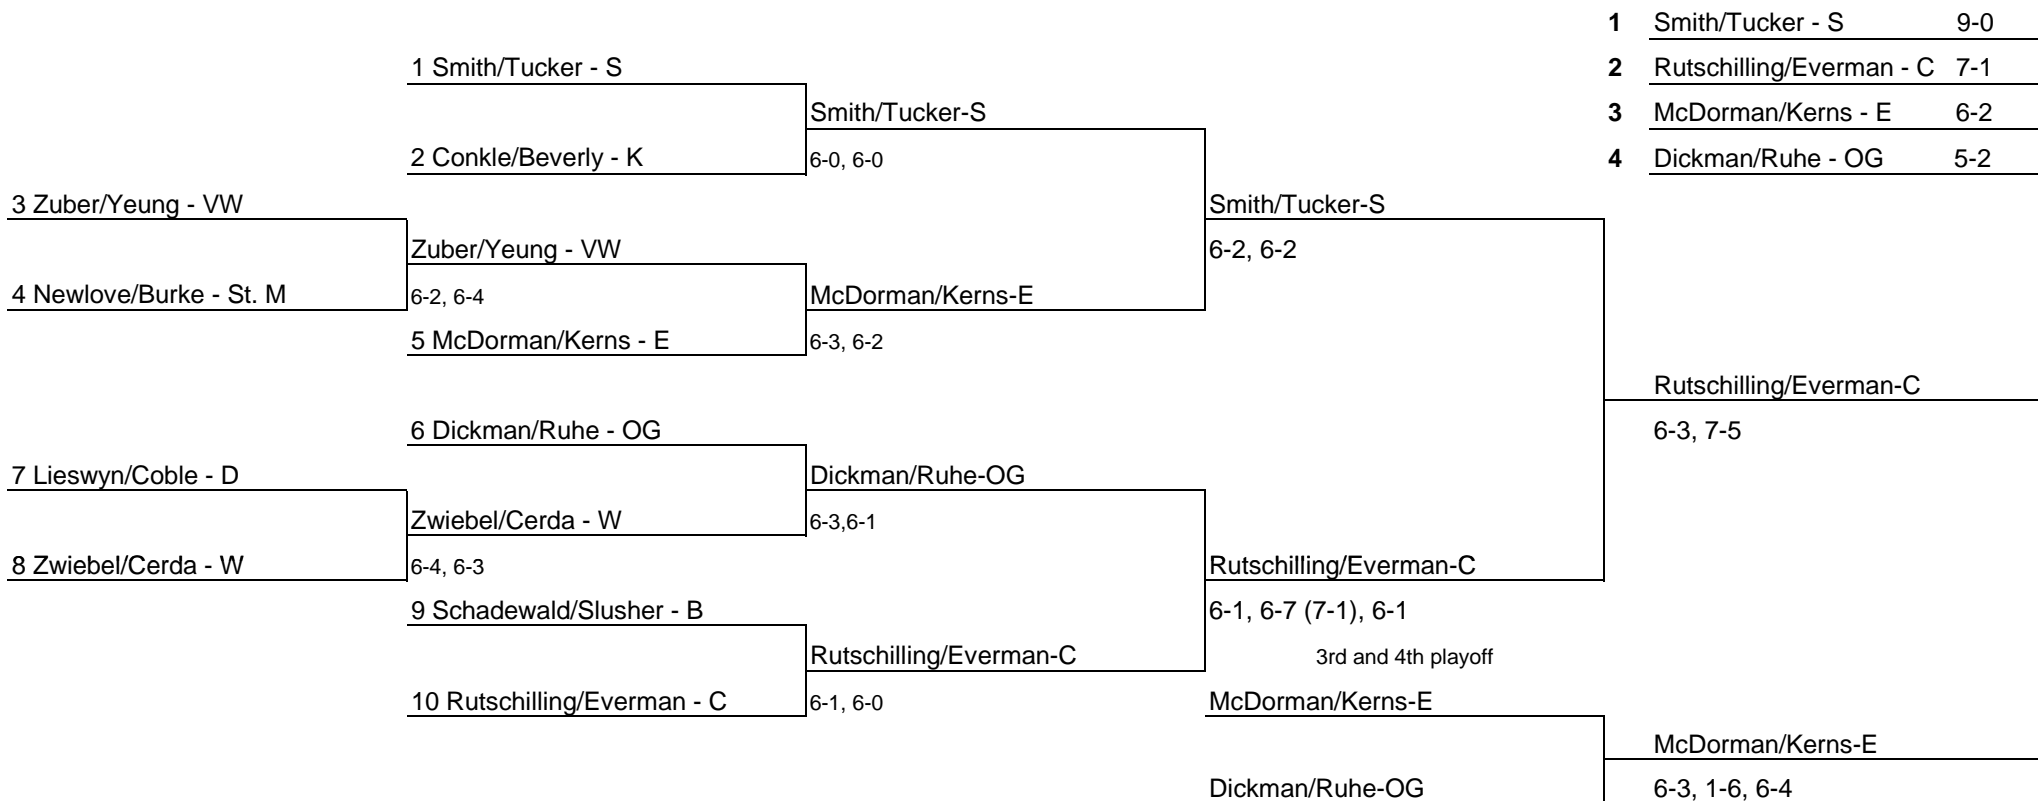 1 Smith/Tucker - S 9-0
2 Rutschilling/Everman - C 7-1
3 McDorman/Kerns - E 6-2
4 Dickman/Ruhe - OG 5-2
1 Smith/Tucker - S
Smith/Tucker-S
2 Conkle/Beverly - K
6-0, 6-0
3 Zuber/Yeung - VW
Smith/Tucker-S
Zuber/Yeung - VW
6-2, 6-2
4 Newlove/Burke - St. M
6-2, 6-4
McDorman/Kerns-E
5 McDorman/Kerns - E
6-3, 6-2
Rutschilling/Everman-C
6 Dickman/Ruhe - OG
6-3, 7-5
7 Lieswyn/Coble - D
Dickman/Ruhe-OG
Zwiebel/Cerda - W
6-3,6-1
8 Zwiebel/Cerda - W
6-4, 6-3
Rutschilling/Everman-C
9 Schadewald/Slusher - B
6-1, 6-7 (7-1), 6-1
Rutschilling/Everman-C
3rd and 4th playoff
10 Rutschilling/Everman - C
6-1, 6-0
McDorman/Kerns-E
McDorman/Kerns-E
Dickman/Ruhe-OG
6-3, 1-6, 6-4